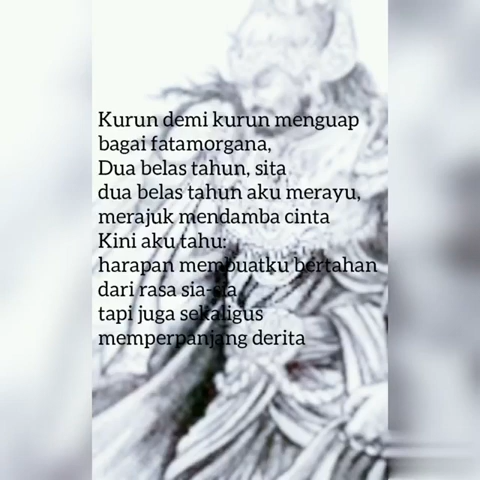 Kurun demi kurun menguap
bagai fatamorgana,
Dua belas tahun, sita
dua belas tahun aku merayu,
merajuk mendamba cinta
Kini aku tahu:
harapan membuatku bertahan
dari rasa sia-sia
tapi juga sekaligus
memperpanjang derita